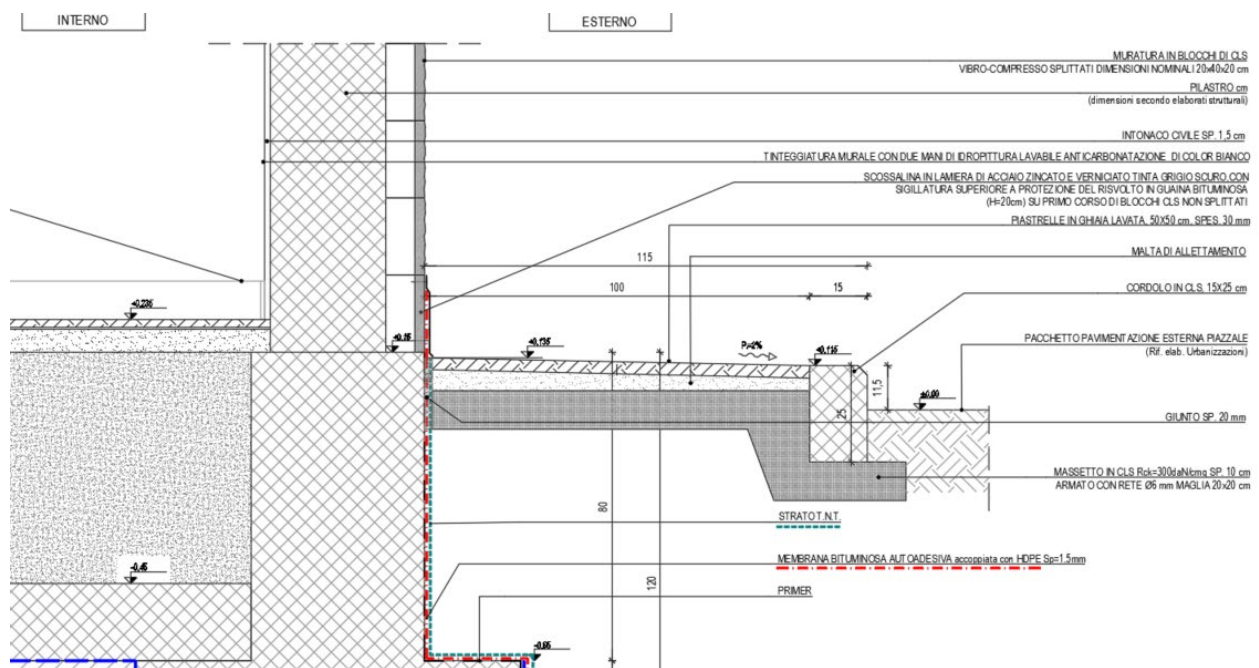 INTERNO
ESTERNO
MURATURA IN BLOCCHI DI CLS
VIBRO-COMPRESSO SPLITTATI DIMENSIONI NOMINALI 20x40x20 cm
PILASTRO cm
(dimensioni secondo elaborati strutturali)
INTONACO CIVILE SP. 1,5 cm
TINTEGGIATURA MURALE CON DUE MANI DI IDROPITTURA LAVABILE ANTICARBONATAZIONE DI COLOR BIANCO
SCOSSALINA IN LAMIERA DI ACCIAIO ZINCATO E VERNICIATO TINTA GRIGIO SCURO, CON
SIGILLATURA SUPERIORE A PROTEZIONE DEL RISVOLTO IN GUAINA BITUMINOSA
(H=20cm) SU PRIMO CORSO DI BLOCCHI CLS NON SPLITTATI
PIASTRELLE IN GHIAIA LAVATA, 50X50 cm, SPES. 30 mm
115
MALTA DI ALLETTAMENTO
100
15
CORDOLO IN CLS, 15X25 cm
+0.235
+0.15
+0.135
P=2%
+0.115
PACCHETTO PAVIMENTAZIONE ESTERNA PIAZZALE
(Rif. elab. Urbanizzazioni)
11,5
±0.00
25
GIUNTO SP. 20 mm
MASSETTO IN CLS Rck=300daN/cmq SP. 10 cm
ARMATO CON RETE Ø6 mm MAGLIA 20x20 cm
80
STRATO T.N.T.
-0.45
120
MEMBRANA BITUMINOSA AUTOADESIVA accoppiata con HDPE Sp=1.5mm
PRIMER
-0.65